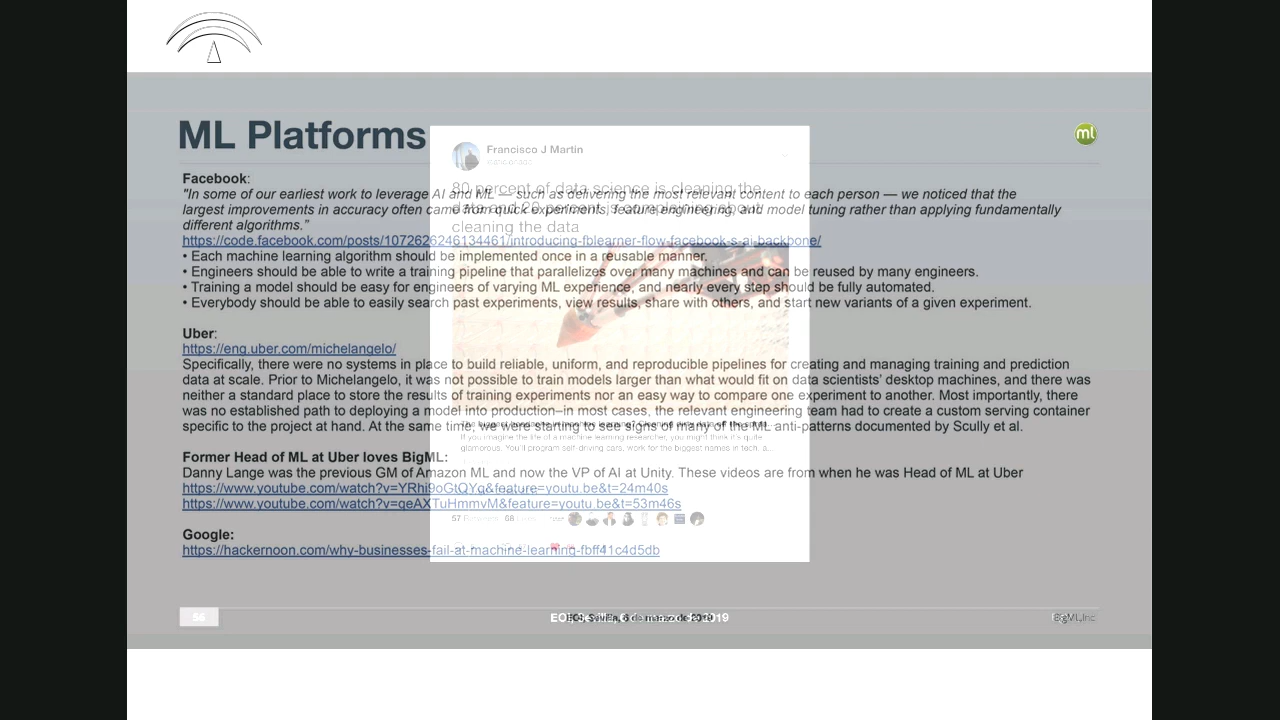 ML Platforms
ml
Francisco J Martin
80 percent of data science is cleaning the
data and 20 percent is complaining about
cleaning the data
Facebook:
"In some of our earliest work to leverage AI and ML — such as delivering the most relevant content to each person — we noticed that the
largest improvements in accuracy often came from quick experiments, feature engineering, and model tuning rather than applying fundamentally
different algorithms."
https://code.facebook.com/posts/1072626246134461/introducing-fblearner-flow-facebook-s-ai-backbone/
• Each machine learning algorithm should be implemented once in a reusable manner.
• Engineers should be able to write a training pipeline that parallelizes over many machines and can be reused by many engineers.
• Training a model should be easy for engineers of varying ML experience, and nearly every step should be fully automated.
• Everybody should be able to easily search past experiments, view results, share with others, and start new variants of a given experiment.
Uber:
https://eng.uber.com/michelangelo/
Specifically, there were no systems in place to build reliable, uniform, and reproducible pipelines for creating and managing training and prediction
data at scale. Prior to Michelangelo, it was not possible to train models larger than what would fit on data scientists' desktop machines, and there was
neither a standard place to store the results of training experiments nor an easy way to compare one experiment to another. Most importantly, there
was no established path to deploying a model into production–in most cases, the relevant engineering team had to create a custom serving container
specific to the project at hand. At the same time, we were starting to see signs of many of the ML anti-patterns documented by Scully et al.
If you imagine the life of a machine learning researcher, you might think it's quite
glamorous. You'll program self-driving cars, work for the biggest names in tech, a...
Former Head of ML at Uber loves BigML:
Danny Lange was the previous GM of Amazon ML and now the VP of AI at Unity. These videos are from when he was Head of ML at Uber
https://www.youtube.com/watch?v=YRhi9oGtQYg&feature=youtu.be&t=24m40s
https://www.youtube.com/watch?v=geAXTuHmmvM&feature=youtu.be&t=53m46s
57 68
Google:
https://hackernoon.com/why-businesses-fail-at-machine-learning-fbff41c4d5db
56
EOI, Sevilla, 6 de marzo de 2019
BigML, Inc